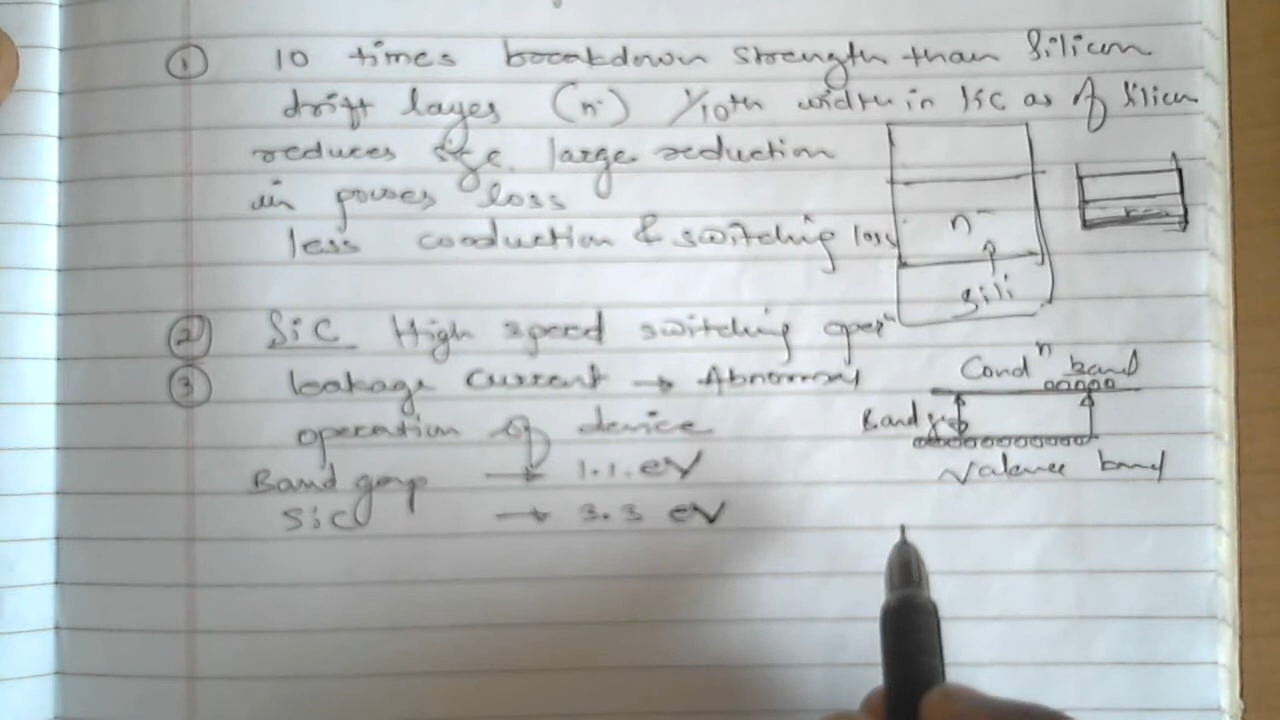 ① 10 times breakdown strength than Silicon
drift layer (n⁻) 1/10th width in SiC as of Silicon
reduces size large reduction
in power loss
less conduction & switching loss
n⁻
Sili
② SiC High speed switching operⁿ
③ leakage current → Abnormal
operation of device
Band gap → 1.1. eV
SiC → 3.3 eV
Condⁿ band
Band g
Valence band